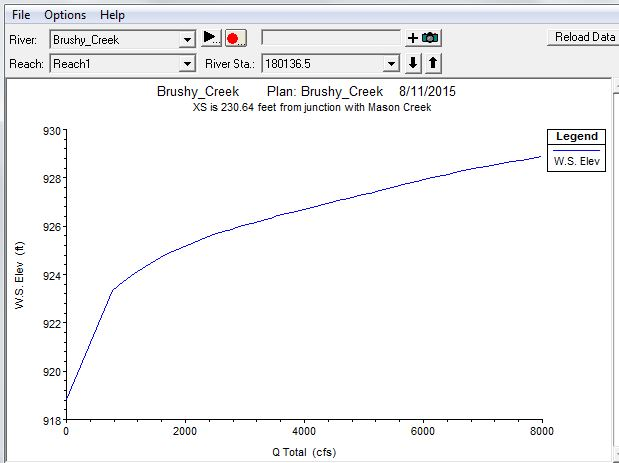 File Options Help
River: Brushy_Creek Reload Data
Reach: Reach1 River Sta.: 180136.5
Brushy_Creek Plan: Brushy_Creek 8/11/2015
XS is 230.64 feet from junction with Mason Creek
930
928
926
924
922
920
918
W.S. Elev (ft)
0 2000 4000 6000 8000
Q Total (cfs)
Legend
W.S. Elev